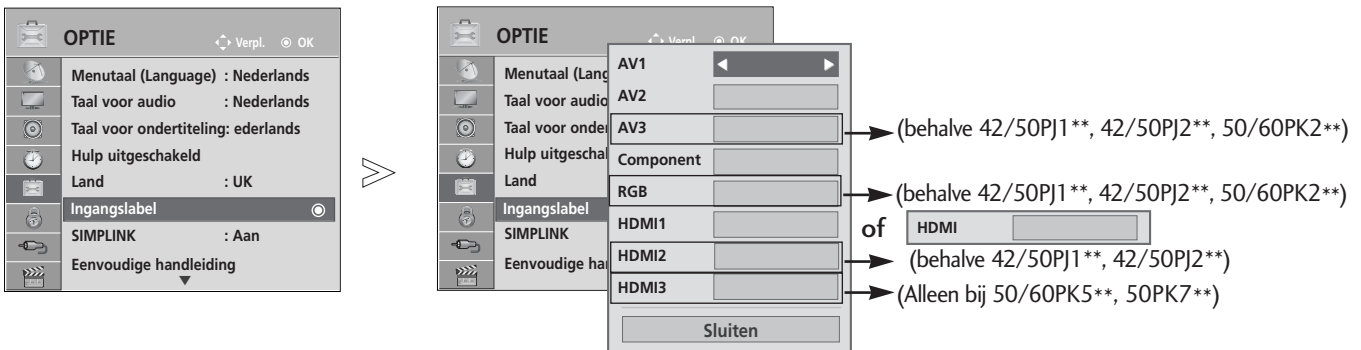 OPTIE
Verpl. OK
Menutaal (Language) : Nederlands
Taal voor audio : Nederlands
Taal voor ondertiteling: ederlands
Hulp uitgeschakeld
Land : UK
Ingangslabel
SIMPLINK : Aan
Eenvoudige handleiding
OPTIE
Verpl. OK
Menutaal (Lang
Taal voor audio
Taal voor onder
Hulp uitgeschak
Land
Ingangslabel
SIMPLINK
Eenvoudige han
AV1
AV2
AV3
(behalve 42/50PJ1**, 42/50PJ2**, 50/60PK2**)
Component
RGB
(behalve 42/50PJ1**, 42/50PJ2**, 50/60PK2**)
HDMI1
of HDMI
HDMI2
(behalve 42/50PJ1**, 42/50PJ2**)
HDMI3
(Alleen bij 50/60PK5**, 50PK7**)
Sluiten